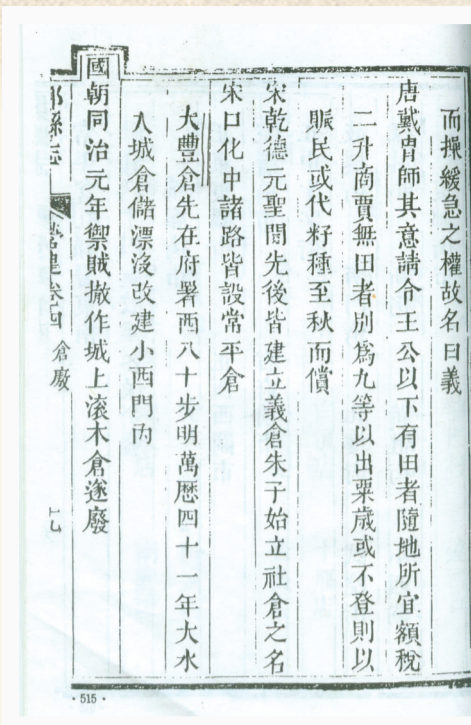 而操緩急之權故名曰義
唐戴胄師其意請令王公以下有田者隨地所宜額稅
二升商賈無田者別爲九等以出粟歲或不登則以
賑民或代籽種至秋而償
宋乾德元聖間先後皆建立義倉朱子始立社倉之名
宋口化中諸路皆設常平倉
大豐倉先在府署西八十步明萬歷四十一年大水
入城倉儲漂沒改建小西門內
國朝同治元年禦賊撤作城上滾木倉遂廢
縣志 卷四 倉廠
· 515 ·